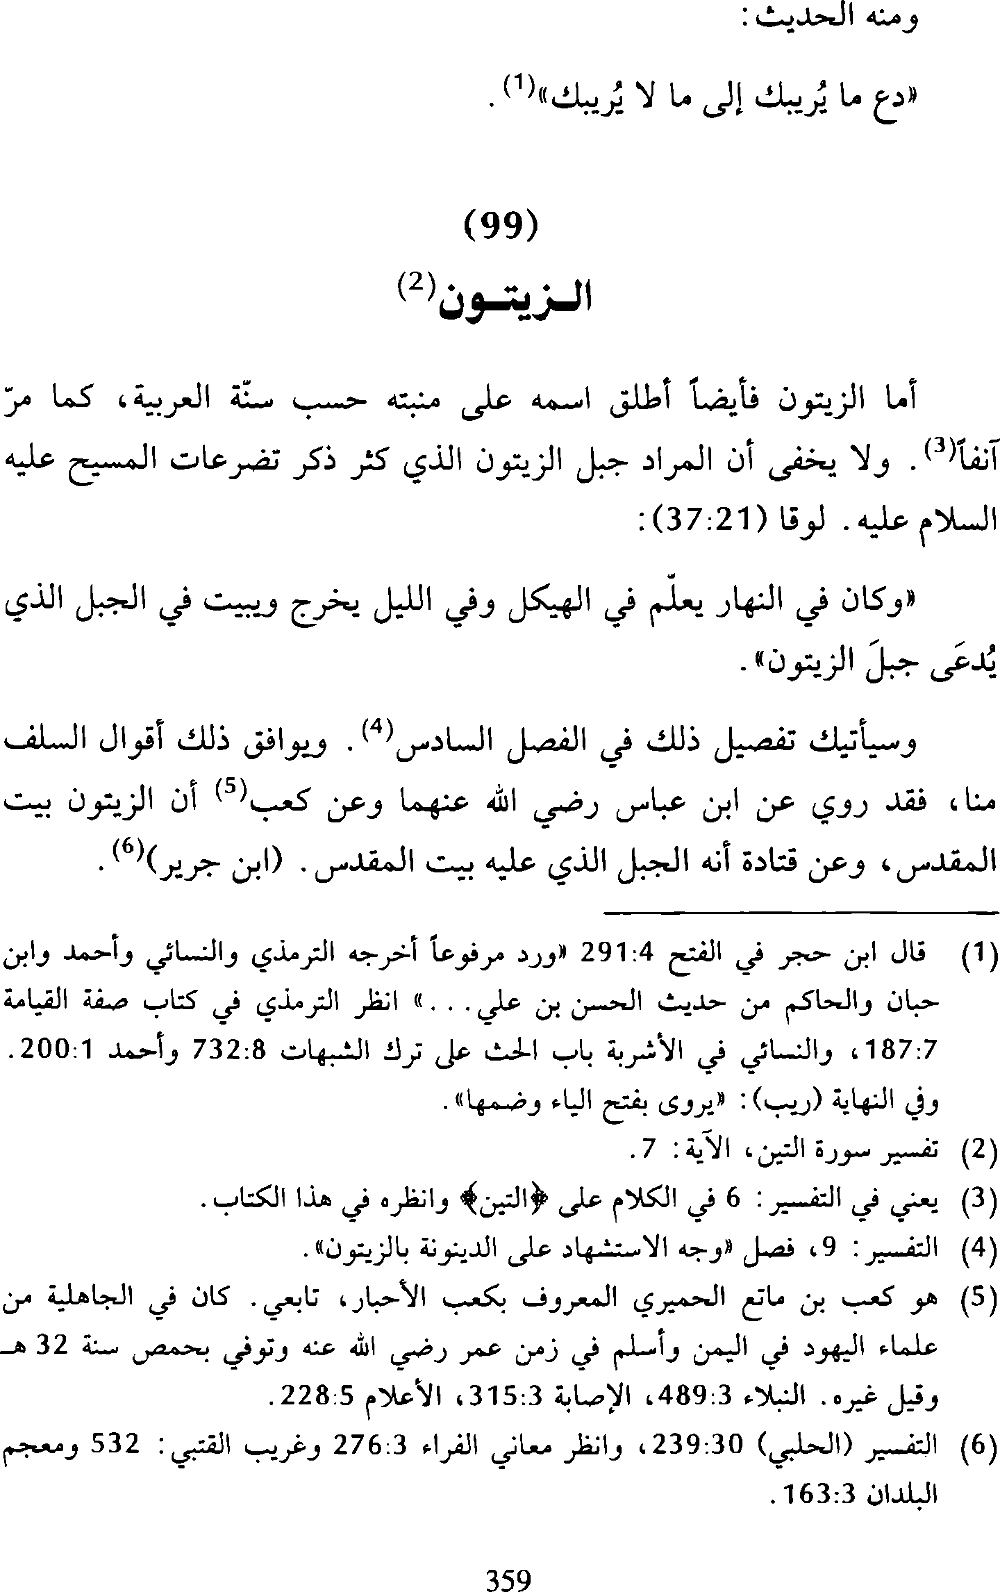 ومنه الحديث:
«دع ما يُريبك إلى ما لا يُريبك»(1).
(99)
الـزيتـون(2)
أما الزيتون فأيضاً أطلق اسمه على منبته حسب سنّة العربية، كما مرّ
آنفاً(3). ولا يخفى أن المراد جبل الزيتون الذي كثر ذكر تضرعات المسيح عليه
السلام عليه. لوقا (37:21):
«وكان في النهار يعلّم في الهيكل وفي الليل يخرج ويبيت في الجبل الذي
يُدعَى جبلَ الزيتون».
وسيأتيك تفصيل ذلك في الفصل السادس(4). ويوافق ذلك أقوال السلف
منا، فقد روي عن ابن عباس رضي الله عنهما وعن كعب(5) أن الزيتون بيت
المقدس، وعن قتادة أنه الجبل الذي عليه بيت المقدس. (ابن جرير)(6).
(1) قال ابن حجر في الفتح 291:4 «ورد مرفوعاً أخرجه الترمذي والنسائي وأحمد وابن
حبان والحاكم من حديث الحسن بن علي...» انظر الترمذي في كتاب صفة القيامة
187:7، والنسائي في الأشربة باب الحث على ترك الشبهات 732:8 وأحمد 200:1.
وفي النهاية (ريب): «يروى بفتح الياء وضمها».
(2) تفسير سورة التين، الآية: 7.
(3) يعني في التفسير: 6 في الكلام على ﴿التين﴾ وانظره في هذا الكتاب.
(4) التفسير: 9، فصل «وجه الاستشهاد على الدينونة بالزيتون».
(5) هو كعب بن ماتع الحميري المعروف بكعب الأحبار، تابعي. كان في الجاهلية من
علماء اليهود في اليمن وأسلم في زمن عمر رضي الله عنه وتوفي بحمص سنة 32 هـ
وقيل غيره. النبلاء 489:3، الإصابة 315:3، الأعلام 228:5.
(6) التفسير (الحلبي) 239:30، وانظر معاني الفراء 276:3 وغريب القتبي: 532 ومعجم
البلدان 163:3.
359